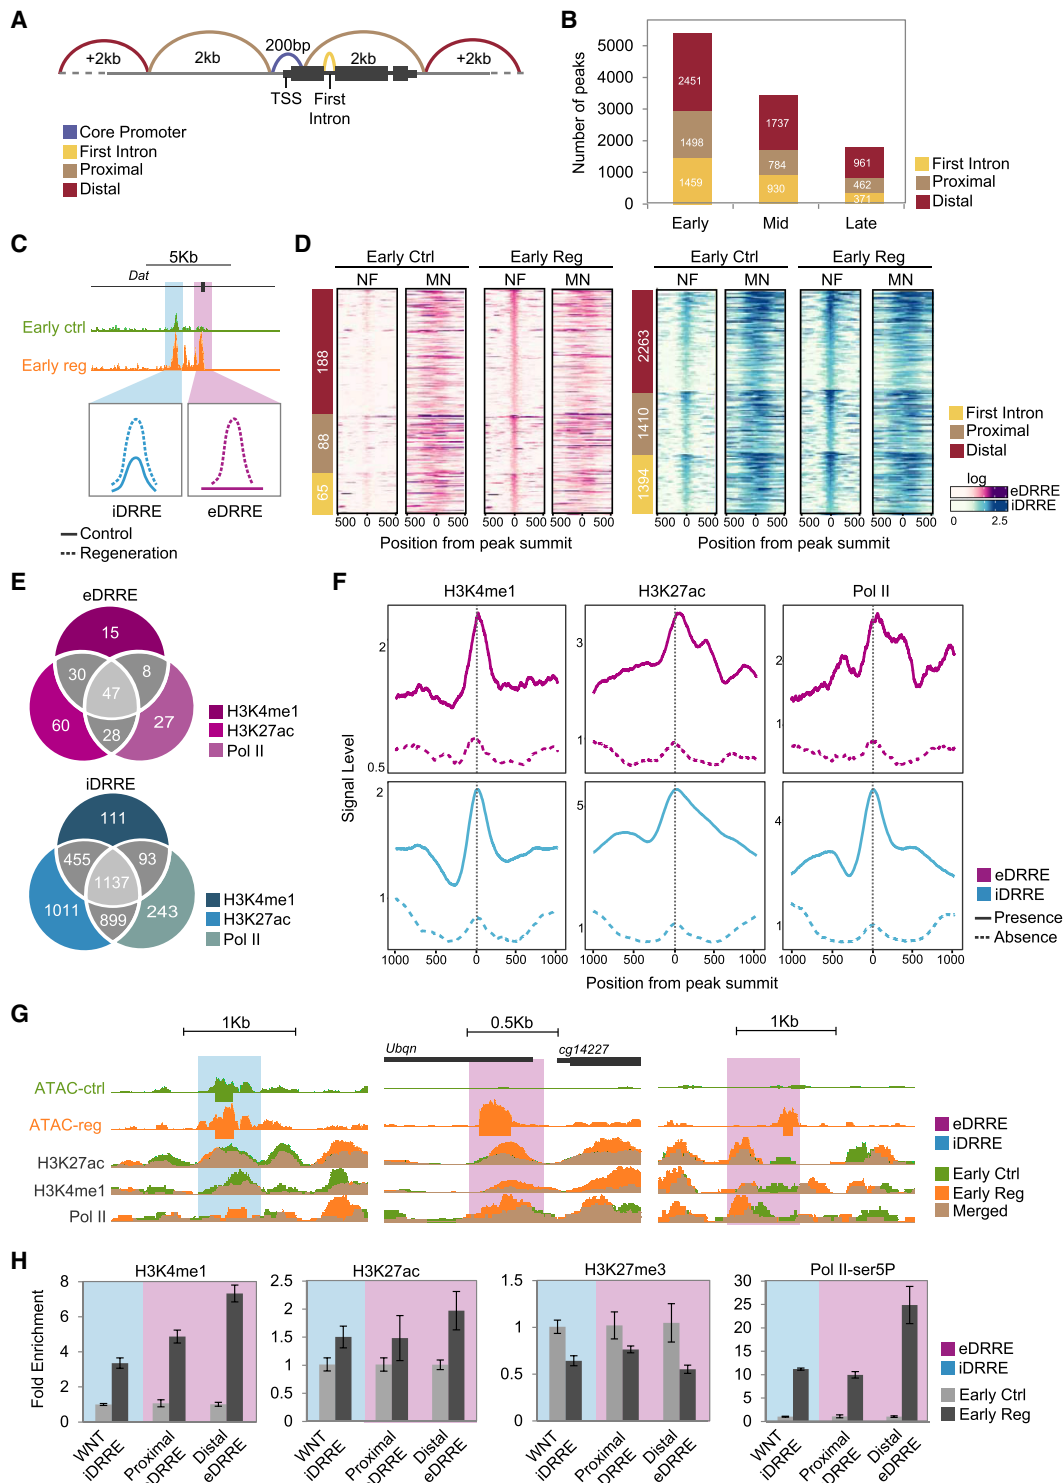 A
+2kb
2kb
200bp
2kb
+2kb
TSS
First
Intron
Core Promoter
First Intron
Proximal
Distal
B
Number of peaks
5000
4000
3000
2000
1000
0
2451
1498
1459
1737
784
930
961
462
371
Early
Mid
Late
First Intron
Proximal
Distal
C
5Kb
Dat
Early ctrl
Early reg
iDRRE
eDRRE
Control
Regeneration
D
Early Ctrl
Early Reg
NF
MN
NF
MN
188
88
65
500 0 500
500 0 500
500 0 500
500 0 500
Position from peak summit
Early Ctrl
Early Reg
NF
MN
NF
MN
2263
1410
1394
500 0 500
500 0 500
500 0 500
500 0 500
Position from peak summit
First Intron
Proximal
Distal
log
eDRRE
iDRRE
0 2.5
E
eDRRE
15
30
8
47
60
27
28
H3K4me1
H3K27ac
Pol II
iDRRE
111
455
93
1137
1011
243
899
H3K4me1
H3K27ac
Pol II
F
H3K4me1
H3K27ac
Pol II
Signal Level
2
0.5
3
1
2
1
2
1
5
1
4
1
1000 500 0 500 1000
1000 500 0 500 1000
1000 500 0 500 1000
Position from peak summit
eDRRE
iDRRE
Presence
Absence
G
1Kb
0.5Kb
1Kb
Ubqn
cg14227
ATAC-ctrl
ATAC-reg
H3K27ac
H3K4me1
Pol II
eDRRE
iDRRE
Early Ctrl
Early Reg
Merged
H
Fold Enrichment
H3K4me1
8
6
4
2
0
WNT
iDRRE
Proximal
eDRRE
Distal
eDRRE
H3K27ac
2.5
2
1.5
1
0.5
0
WNT
iDRRE
Proximal
eDRRE
Distal
eDRRE
H3K27me3
1.5
1
0.5
0
WNT
iDRRE
Proximal
eDRRE
Distal
eDRRE
Pol II-ser5P
30
25
20
15
10
5
0
WNT
iDRRE
Proximal
eDRRE
Distal
eDRRE
eDRRE
iDRRE
Early Ctrl
Early Reg